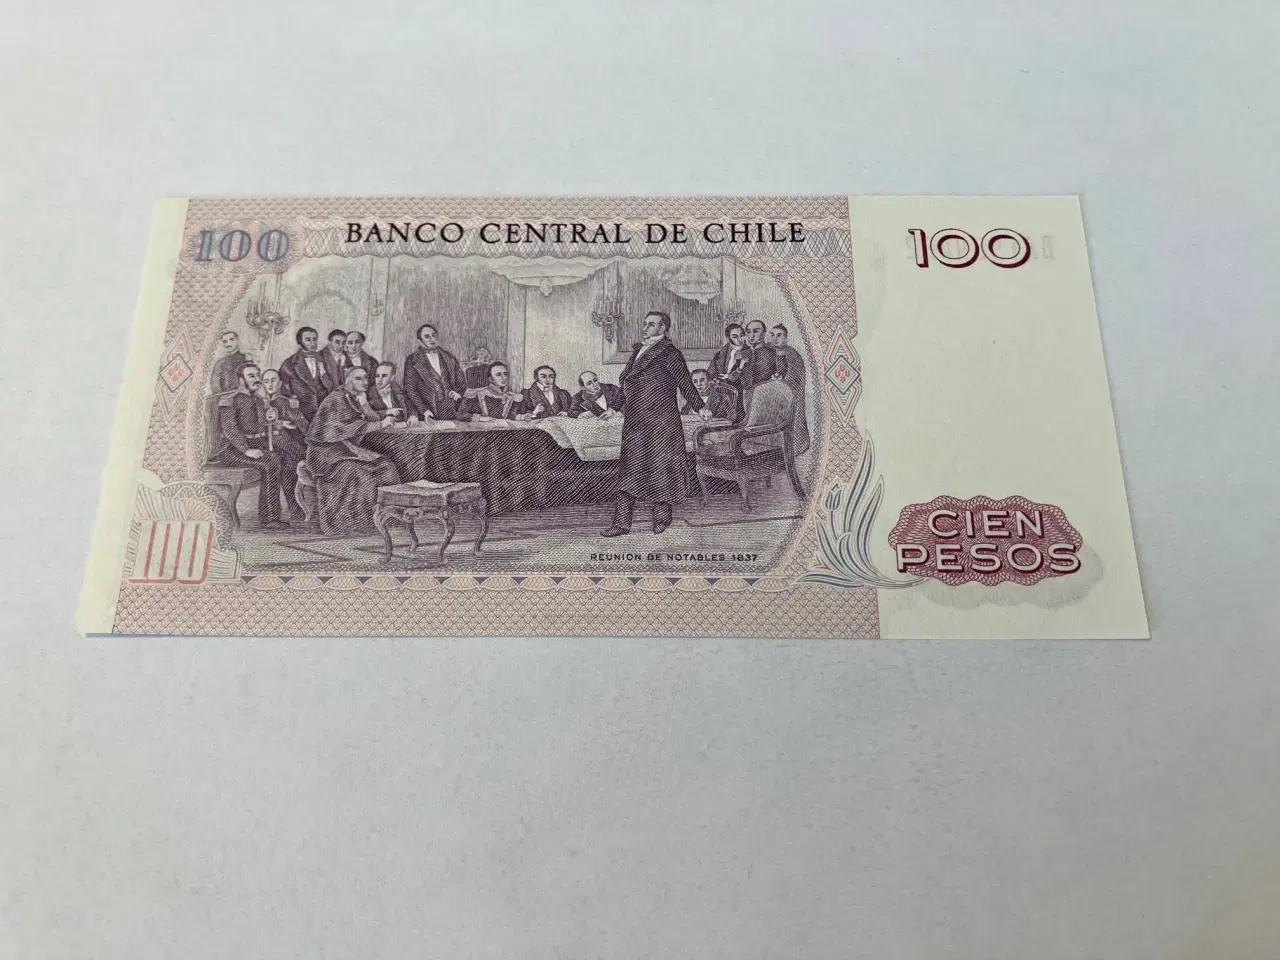 100 BANCO CENTRAL DE CHILE 100
REUNION DE NOTABLES 1837
100
CIEN
PESOS